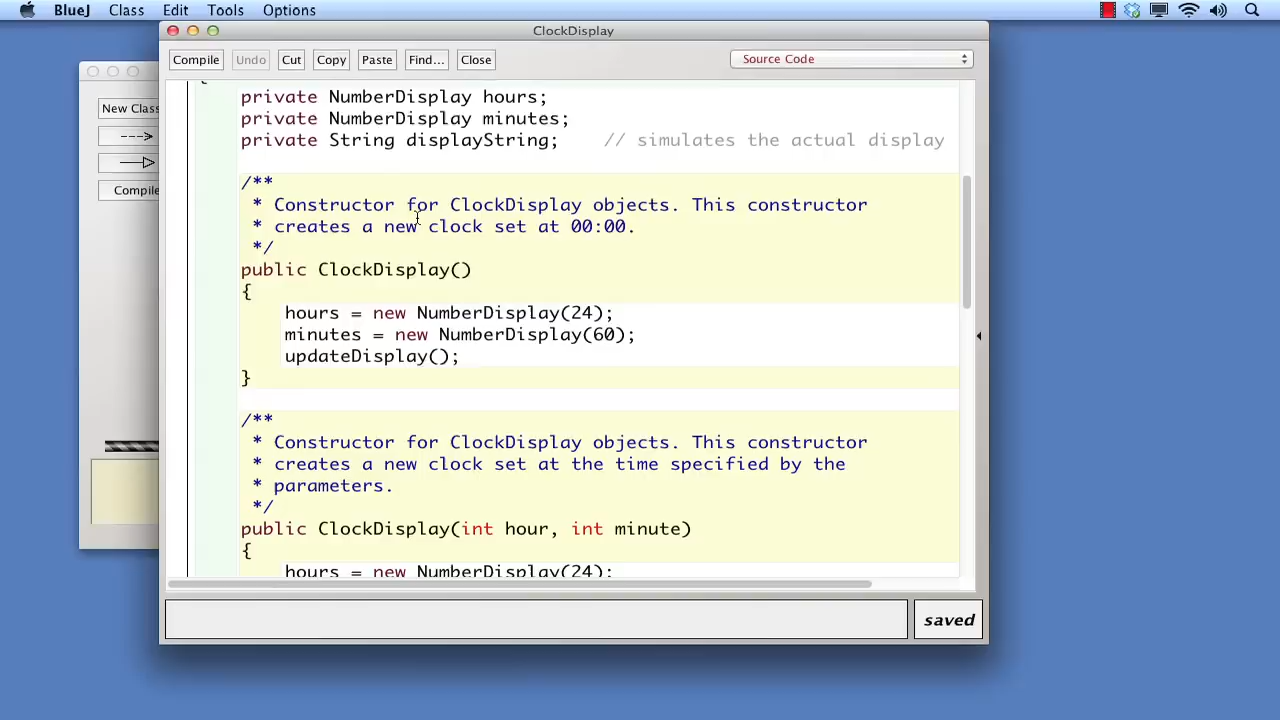 BlueJ Class Edit Tools Options
ClockDisplay
Compile Undo Cut Copy Paste Find... Close Source Code
New Class
Compile
private NumberDisplay hours;
private NumberDisplay minutes;
private String displayString; // simulates the actual display
/**
* Constructor for ClockDisplay objects. This constructor
* creates a new clock set at 00:00.
*/
public ClockDisplay()
{
hours = new NumberDisplay(24);
minutes = new NumberDisplay(60);
updateDisplay();
}
/**
* Constructor for ClockDisplay objects. This constructor
* creates a new clock set at the time specified by the
* parameters.
*/
public ClockDisplay(int hour, int minute)
{
hours = new NumberDisplay(24);
saved